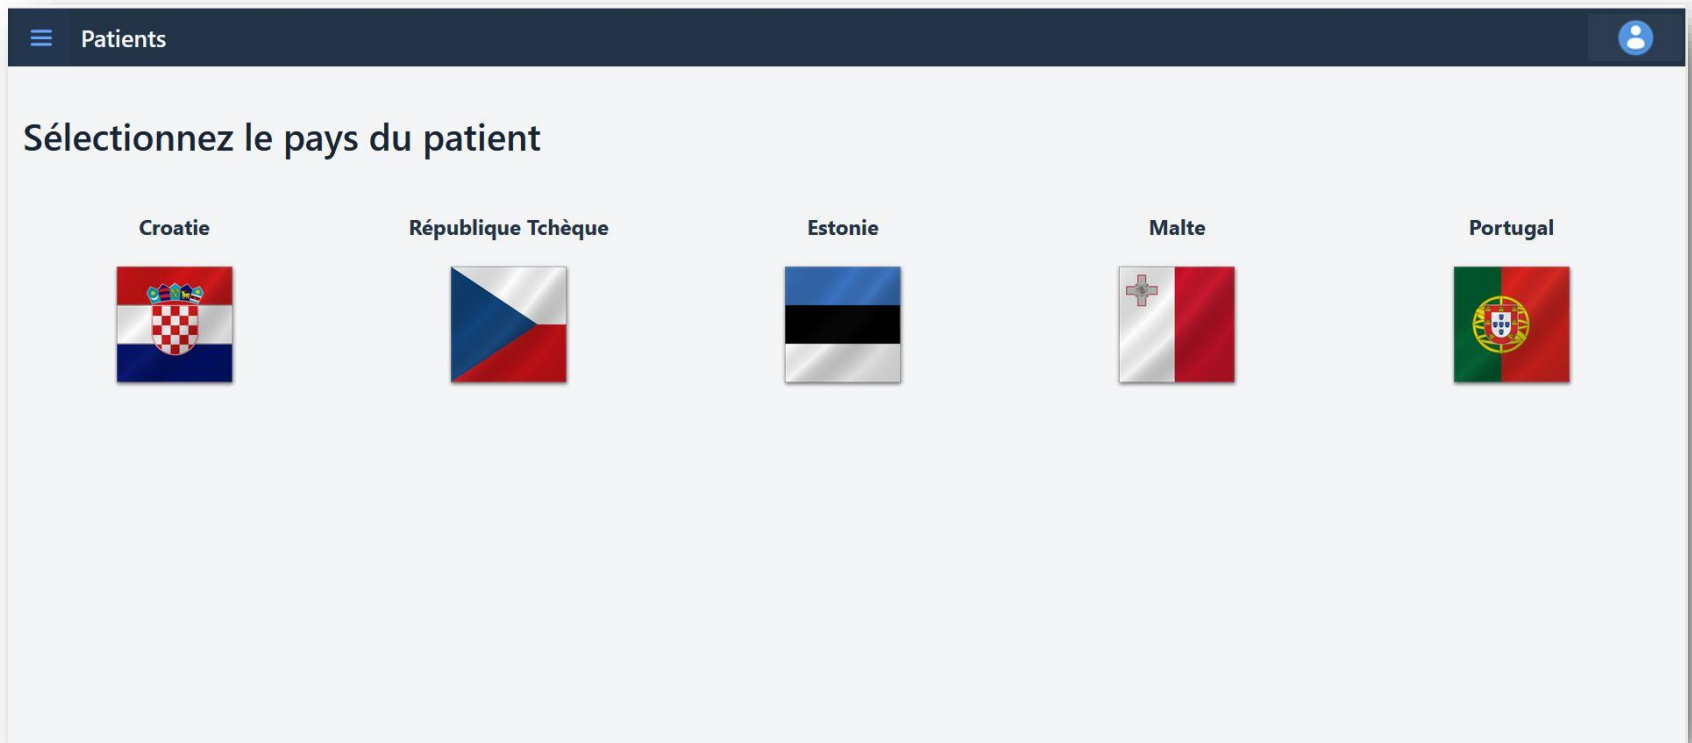 Patients
Sélectionnez le pays du patient
Croatie
République Tchèque
Estonie
Malte
Portugal